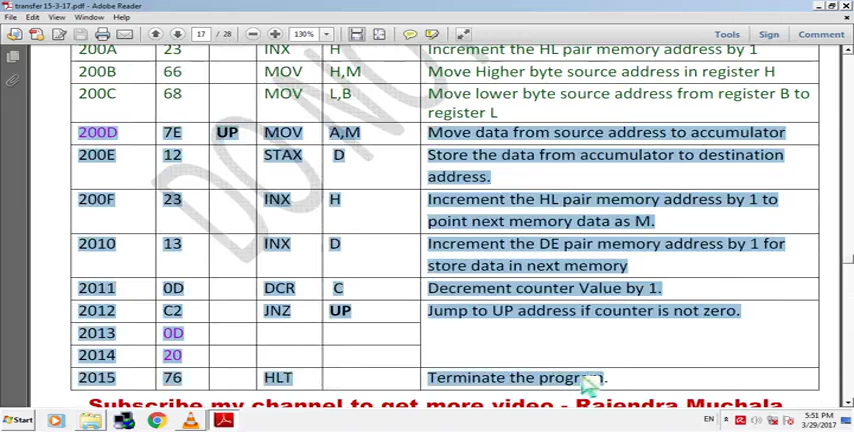 transfer 15-3-17.pdf - Adobe Reader
File Edit View Window Help
17 / 28 130% Tools Sign Comment
200A 23 INX H Increment the HL pair memory address by 1
200B 66 MOV H,M Move Higher byte source address in register H
200C 68 MOV L,B Move lower byte source address from register B to
register L
200D 7E UP MOV A,M Move data from source address to accumulator
200E 12 STAX D Store the data from accumulator to destination
address.
200F 23 INX H Increment the HL pair memory address by 1 to
point next memory data as M.
2010 13 INX D Increment the DE pair memory address by 1 for
store data in next memory
2011 0D DCR C Decrement counter Value by 1.
2012 C2 JNZ UP Jump to UP address if counter is not zero.
2013 0D
2014 20
2015 76 HLT Terminate the program.
DO NO
Subscribe my channel to get more video - Rajendra Muchala
Start EN 5:51 PM
3/29/2017